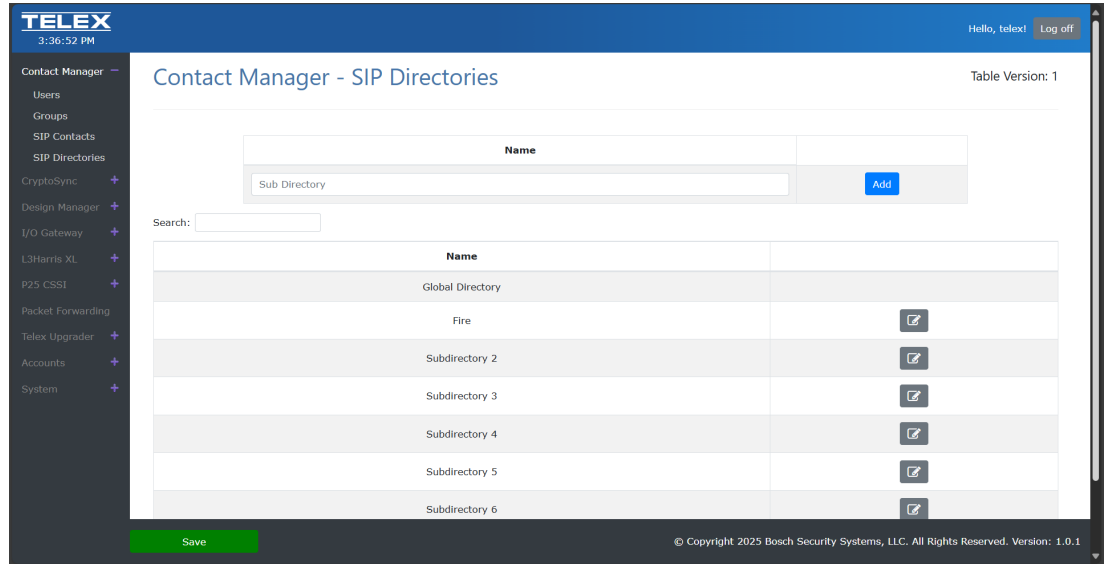 TELEX
3:36:52 PM
Hello, telex!
Log off
Contact Manager
Users
Groups
SIP Contacts
SIP Directories
CryptoSync
Design Manager
I/O Gateway
L3Harris XL
P25 CSSI
Packet Forwarding
Telex Upgrader
Accounts
System
Contact Manager - SIP Directories
Table Version: 1
Name
Sub Directory
Add
Search:
Name
Global Directory
Fire
Subdirectory 2
Subdirectory 3
Subdirectory 4
Subdirectory 5
Subdirectory 6
Save
© Copyright 2025 Bosch Security Systems, LLC. All Rights Reserved. Version: 1.0.1